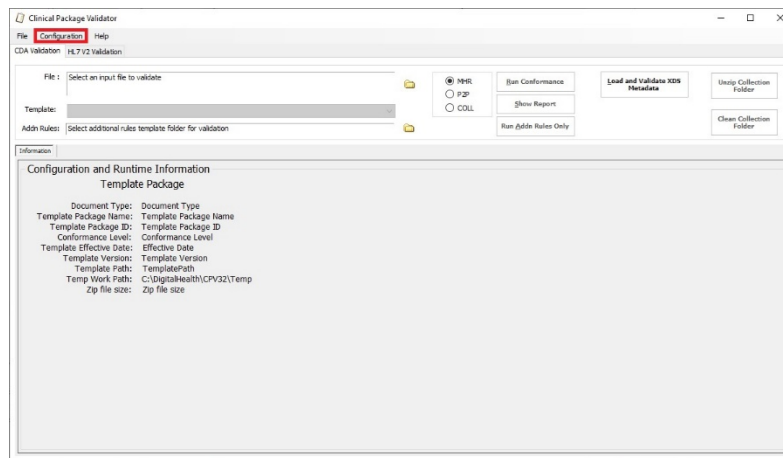 Clinical Package Validator
File Configuration Help
CDA Validation HL7 V2 Validation
File : Select an input file to validate
MHR
P2P
COLL
Run Conformance
Show Report
Run Addn Rules Only
Load and Validate XDS
Metadata
Unzip Collection
Folder
Clean Collection
Folder
Template:
Addn Rules: Select additional rules template folder for validation
Information
Configuration and Runtime Information
Template Package
Document Type: Document Type
Template Package Name: Template Package Name
Template Package ID: Template Package ID
Conformance Level: Conformance Level
Template Effective Date: Effective Date
Template Version: Template Version
Template Path: TemplatePath
Temp Work Path: C:\DigitalHealth\CPV32\Temp
Zip file size: Zip file size